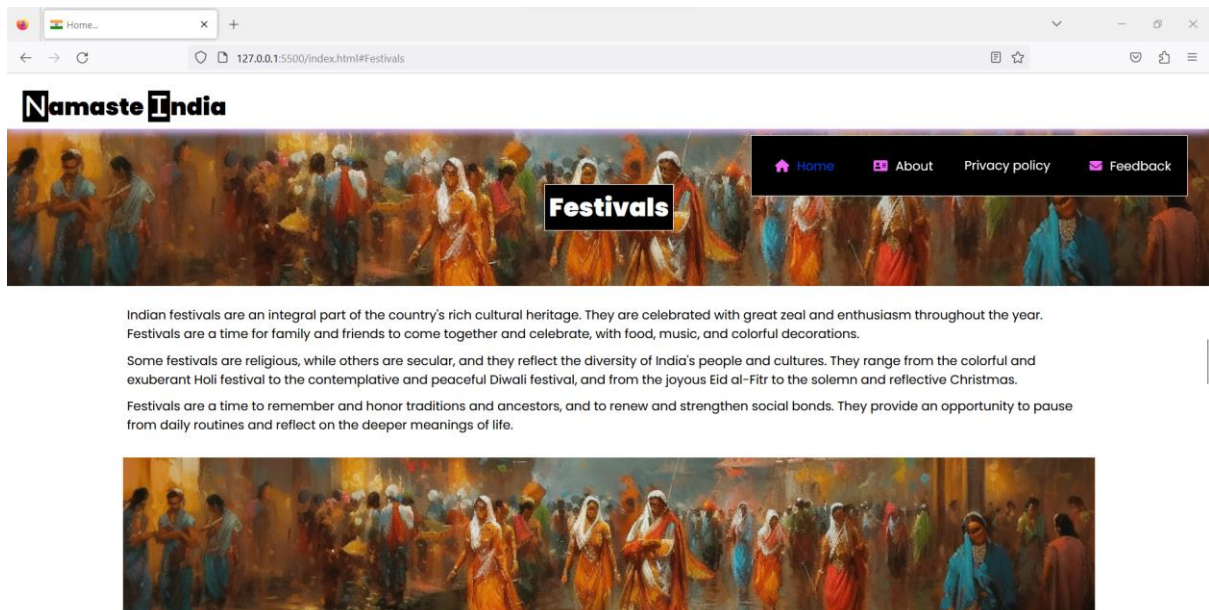 Home...
127.0.0.1:5500/index.html#Festivals
Namaste India
Home About Privacy policy Feedback
Festivals
Indian festivals are an integral part of the country's rich cultural heritage. They are celebrated with great zeal and enthusiasm throughout the year.
Festivals are a time for family and friends to come together and celebrate, with food, music, and colorful decorations.
Some festivals are religious, while others are secular, and they reflect the diversity of India's people and cultures. They range from the colorful and
exuberant Holi festival to the contemplative and peaceful Diwali festival, and from the joyous Eid al-Fitr to the solemn and reflective Christmas.
Festivals are a time to remember and honor traditions and ancestors, and to renew and strengthen social bonds. They provide an opportunity to pause
from daily routines and reflect on the deeper meanings of life.